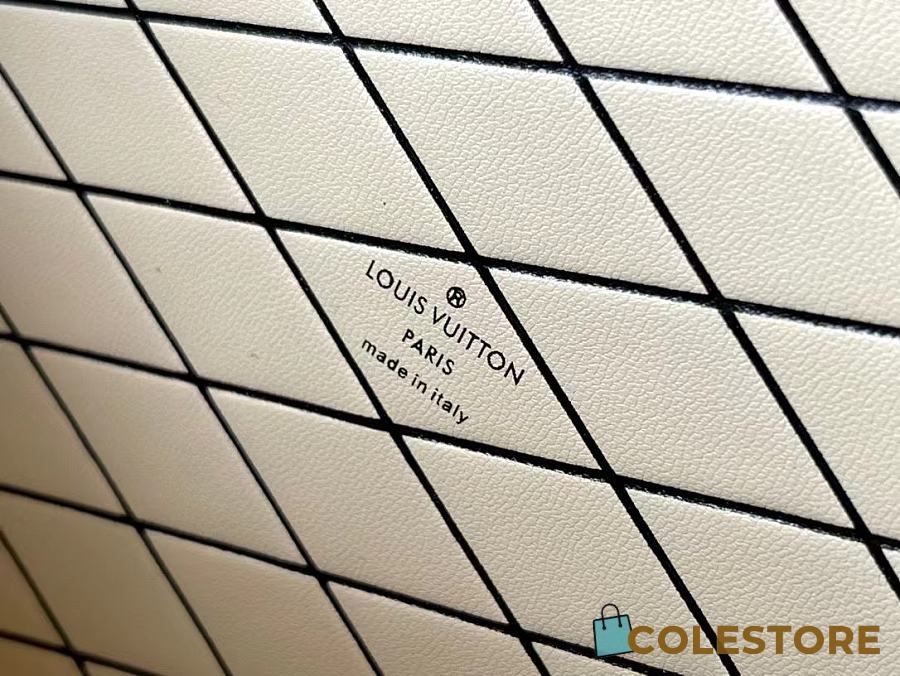 ®
LOUIS VUITTON
PARIS
made in italy
COLESTORE